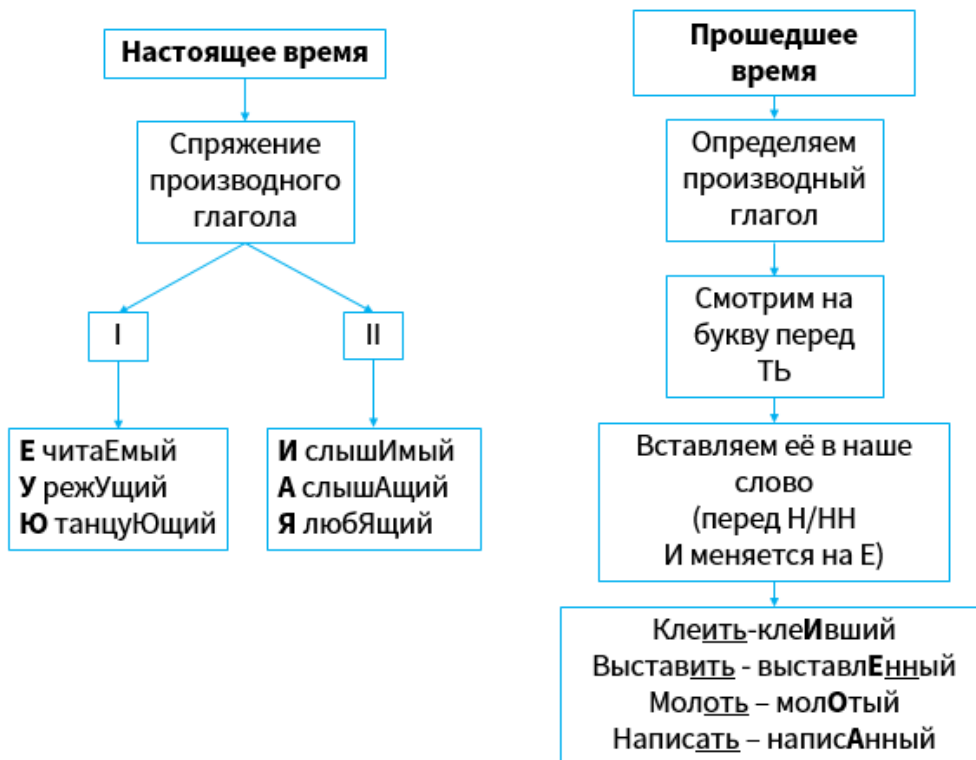 Настоящее время
Спряжение
производного
глагола
I
II
Е читаЕмый
У режУщий
Ю танцуЮщий
И слышИмый
А слышАщий
Я любЯщий
Прошедшее
время
Определяем
производный
глагол
Смотрим на
букву перед
ТЬ
Вставляем её в наше
слово
(перед Н/НН
И меняется на Е)
Клеить-клеИвший
Выставить - выставлЕнный
Молоть – молОтый
Написать – написАнный